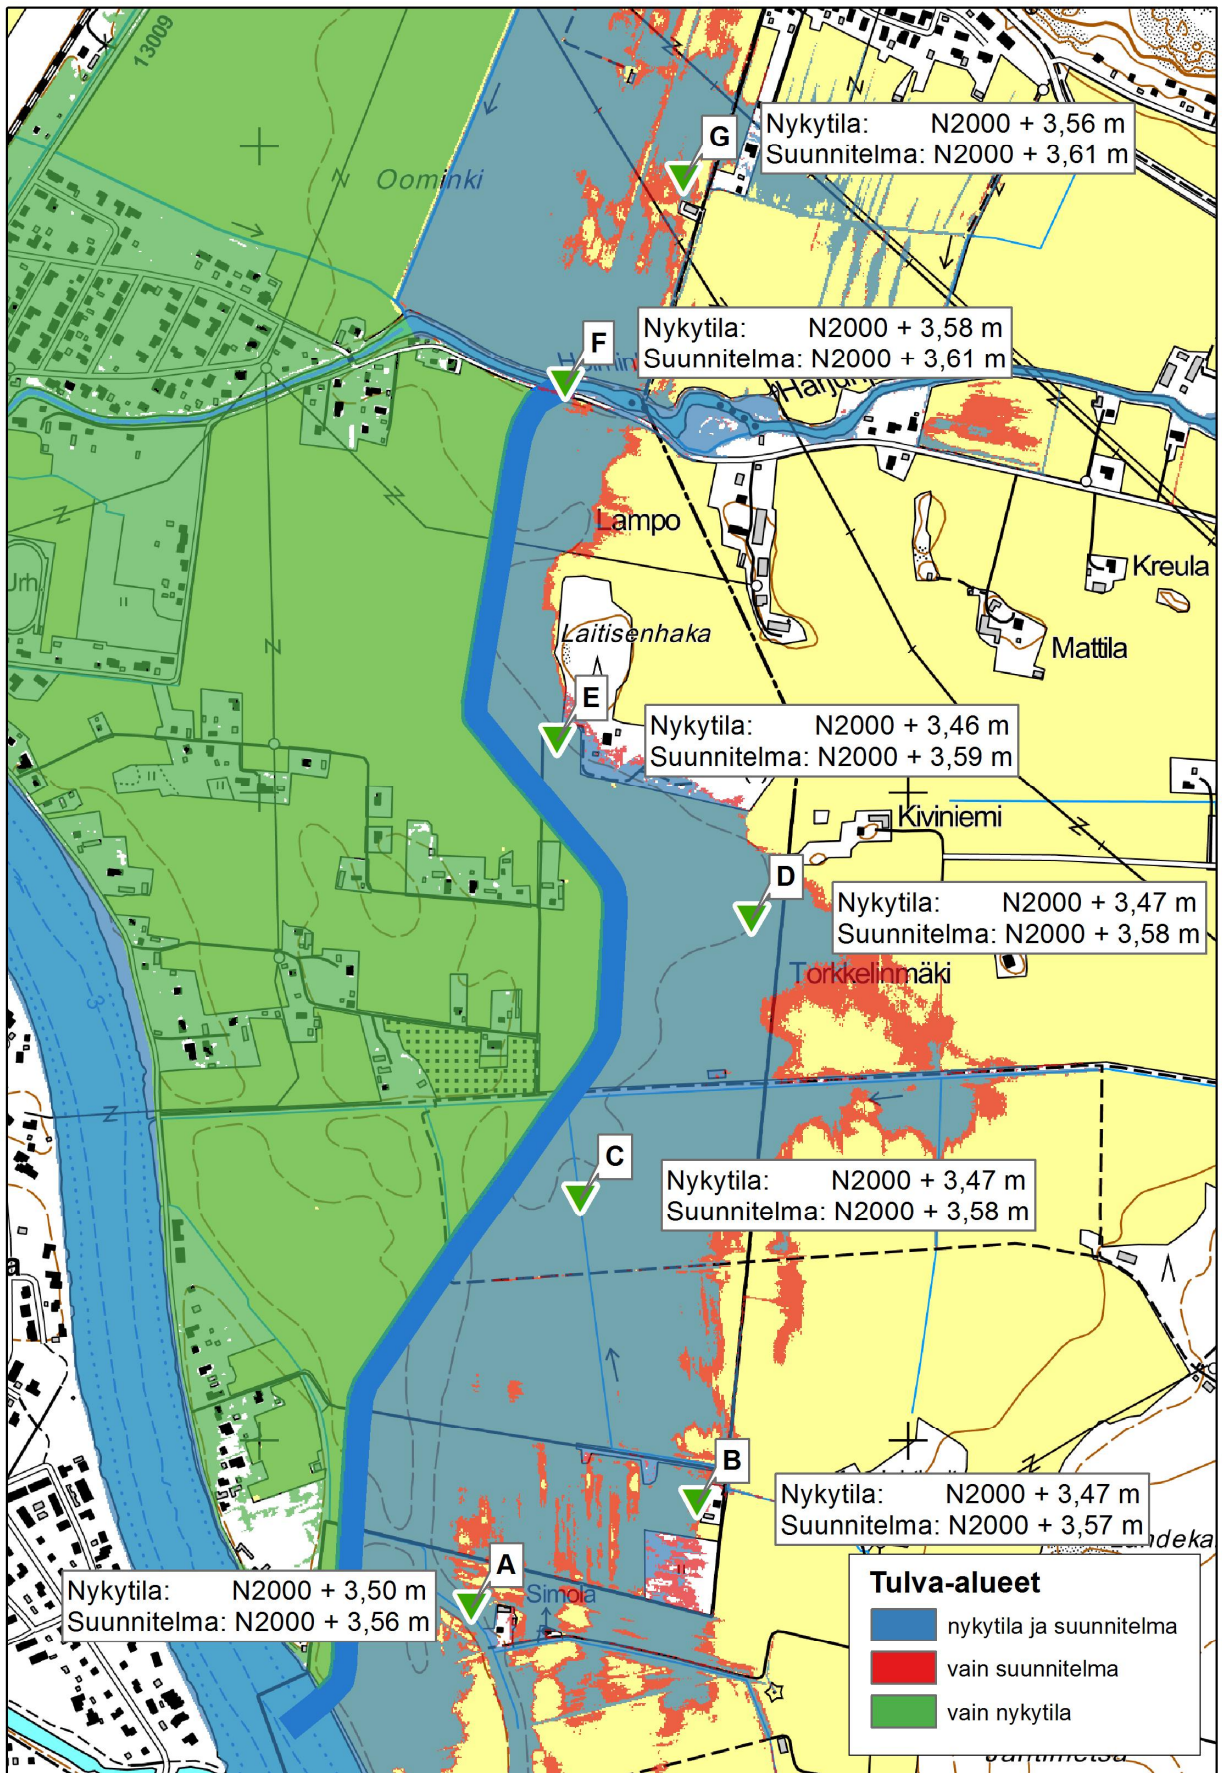 13009
Oominki
G
Nykytila: N2000 + 3,56 m
Suunnitelma: N2000 + 3,61 m
F
Nykytila: N2000 + 3,58 m
Suunnitelma: N2000 + 3,61 m
Lampo
Kreula
Laitisenhaka
Mattila
E
Nykytila: N2000 + 3,46 m
Suunnitelma: N2000 + 3,59 m
Kiviniemi
D
Nykytila: N2000 + 3,47 m
Suunnitelma: N2000 + 3,58 m
Torkkelinmäki
C
Nykytila: N2000 + 3,47 m
Suunnitelma: N2000 + 3,58 m
B
Nykytila: N2000 + 3,47 m
Suunnitelma: N2000 + 3,57 m
A
Simola
Nykytila: N2000 + 3,50 m
Suunnitelma: N2000 + 3,56 m
Tulva-alueet
nykytila ja suunnitelma
vain suunnitelma
vain nykytila